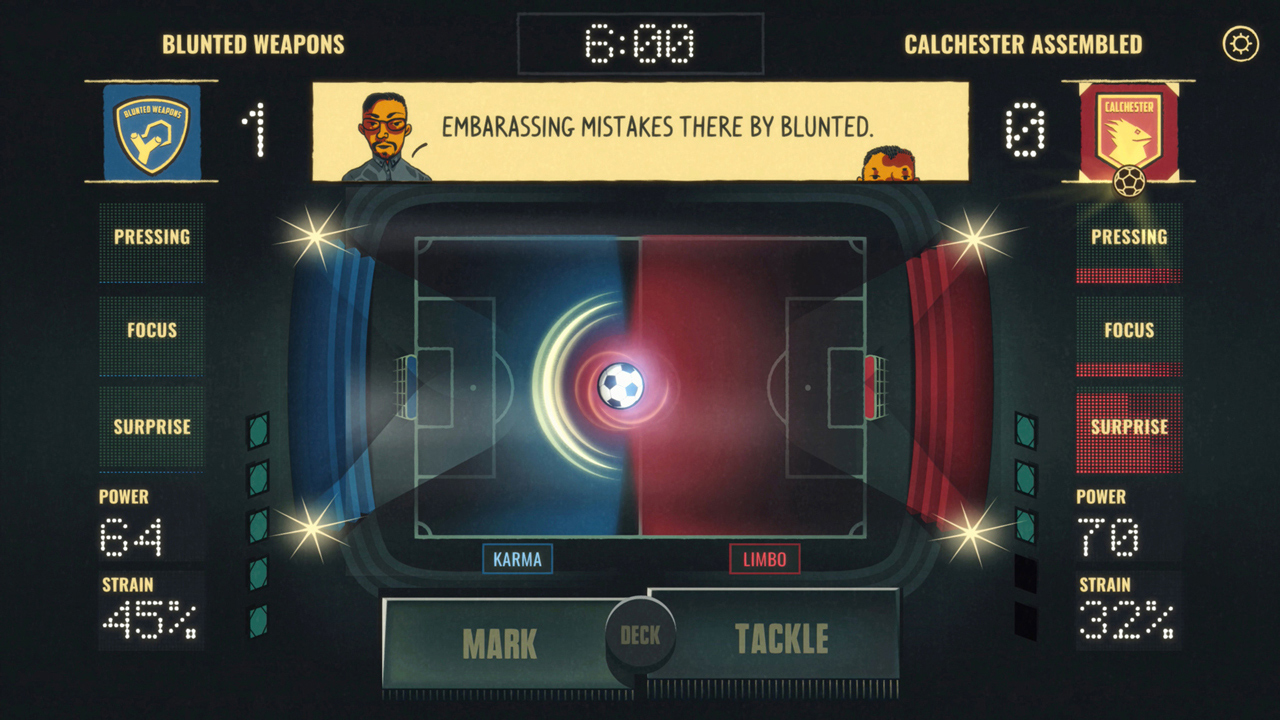 BLUNTED WEAPONS
6:00
CALCHESTER ASSEMBLED
BLUNTED WEAPONS
1
EMBARASSING MISTAKES THERE BY BLUNTED.
0
CALCHESTER
PRESSING
PRESSING
FOCUS
FOCUS
SURPRISE
SURPRISE
POWER
64
POWER
70
KARMA
LIMBO
STRAIN
45%
STRAIN
32%
MARK
DECK
TACKLE